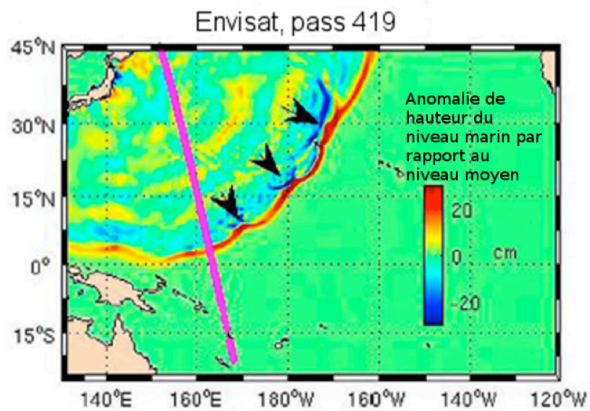 Envisat, pass 419
45°N
30°N
15°N
0°
15°S
140°E
160°E
180°W
160°W
140°W
120°W
Anomalie de
hauteur du
niveau marin par
rapport au
niveau moyen
20
0
-20
cm